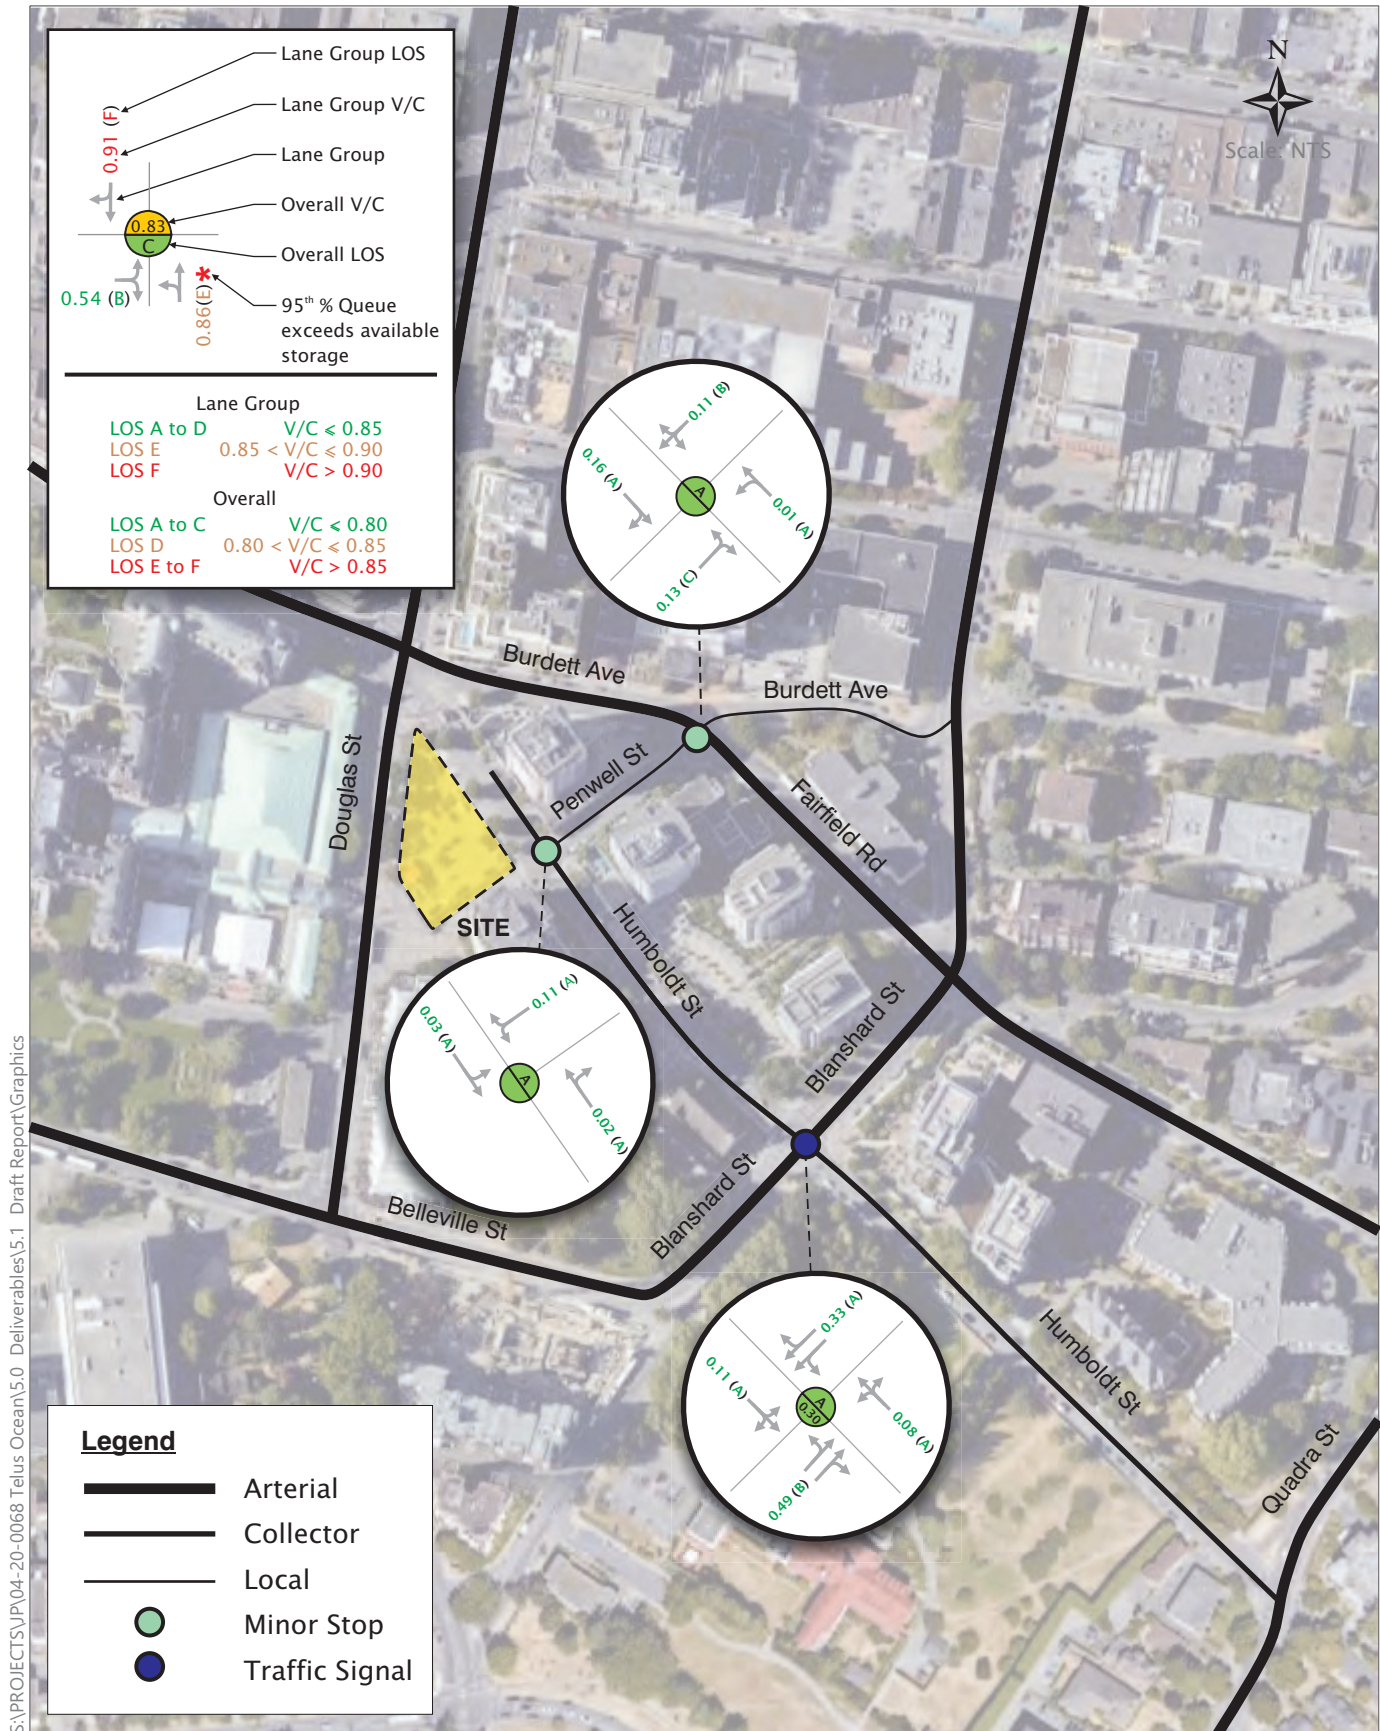 Lane Group LOS
Lane Group V/C
Lane Group
Overall V/C
Overall LOS
95th % Queue
exceeds available
storage
0.91 (F)
0.83
C
0.54 (B)
0.86(E)*
Lane Group
LOS A to D V/C ⩽ 0.85
LOS E 0.85 < V/C ⩽ 0.90
LOS F V/C > 0.90
Overall
LOS A to C V/C ⩽ 0.80
LOS D 0.80 < V/C ⩽ 0.85
LOS E to F V/C > 0.85
N
Scale: NTS
0.11 (B)
0.16 (A)
A
0.01 (A)
0.13 (C)
Burdett Ave
Burdett Ave
Douglas St
Penwell St
Fairfield Rd
SITE
Humboldt St
Blanshard St
0.11 (A)
0.03 (A)
A
0.02 (A)
Belleville St
Blanshard St
0.33 (A)
0.11 (A)
A
0.30
0.08 (A)
0.49 (B)
Humboldt St
Quadra St
Legend
Arterial
Collector
Local
Minor Stop
Traffic Signal
S:\PROJECTS\JP\04-20-0068 Telus Ocean\5.0 Deliverables\5.1 Draft Report\Graphics